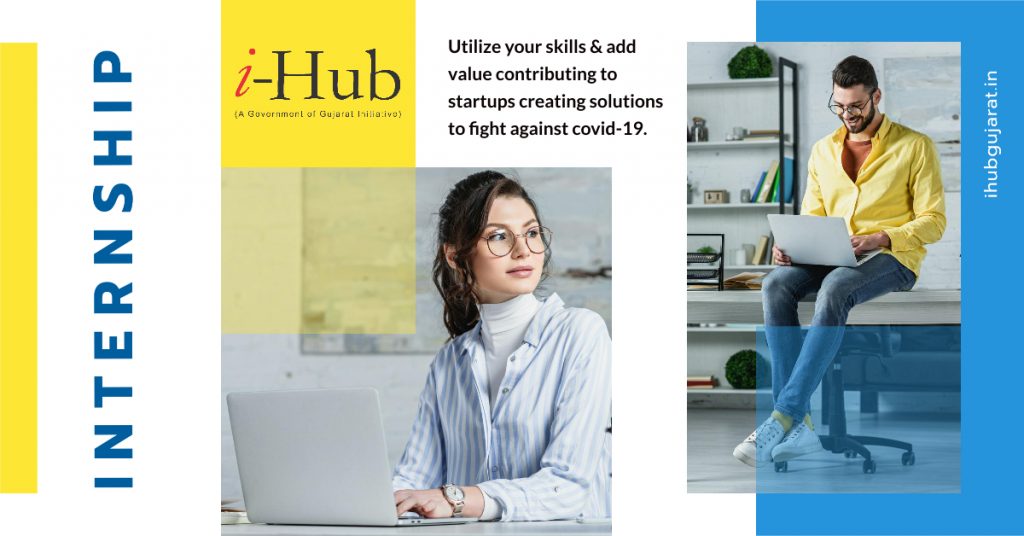 INTERNSHIP
i-Hub
(A Government of Gujarat Initiative)
Utilize your skills & add
value contributing to
startups creating solutions
to fight against covid-19.
ihubgujarat.in